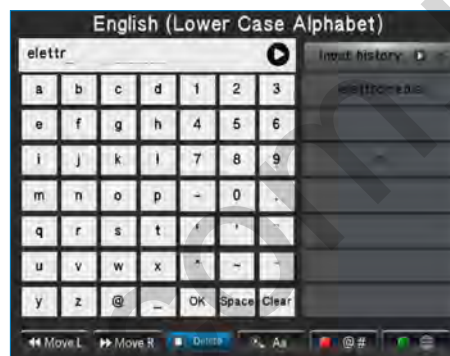 English (Lower Case Alphabet)
elettr_
Input history
a b c d 1 2 3
e f g h 4 5 6
i j k l 7 8 9
m n o p - 0 .
q r s t
u v w x
y z @ _ OK Space Clear
Move L Move R Delete Aa @#